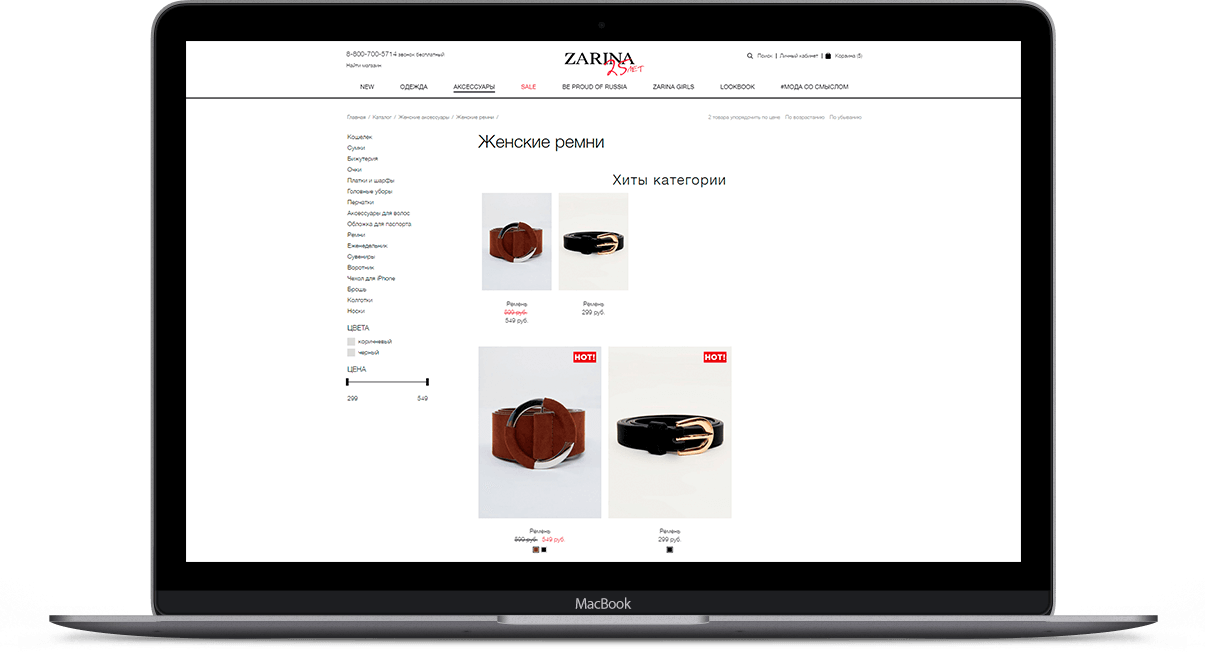 8-800-700-5714 звонок бесплатный
Найти магазин
ZARINA
25 ЛЕТ
Поиск | Личный кабинет | Корзина (5)
NEW ОДЕЖДА АКСЕССУАРЫ SALE BE PROUD OF RUSSIA ZARINA GIRLS LOOKBOOK #МОДА СО СМЫСЛОМ
Главная / Каталог / Женские аксессуары / Женские ремни /
2 товара упорядочить по цене По возрастанию По убыванию
Кошелек
Сумки
Бижутерия
Очки
Платки и шарфы
Головные уборы
Перчатки
Аксессуары для волос
Обложка для паспорта
Ремни
Ежедневник
Сувениры
Воротник
Чехол для iPhone
Брошь
Колготки
Носки
ЦВЕТА
коричневый
черный
ЦЕНА
299 549
Женские ремни
Хиты категории
Ремень
999 руб.
549 руб.
Ремень
299 руб.
HOT!
Ремень
899 руб. 549 руб.
HOT!
Ремень
299 руб.
MacBook